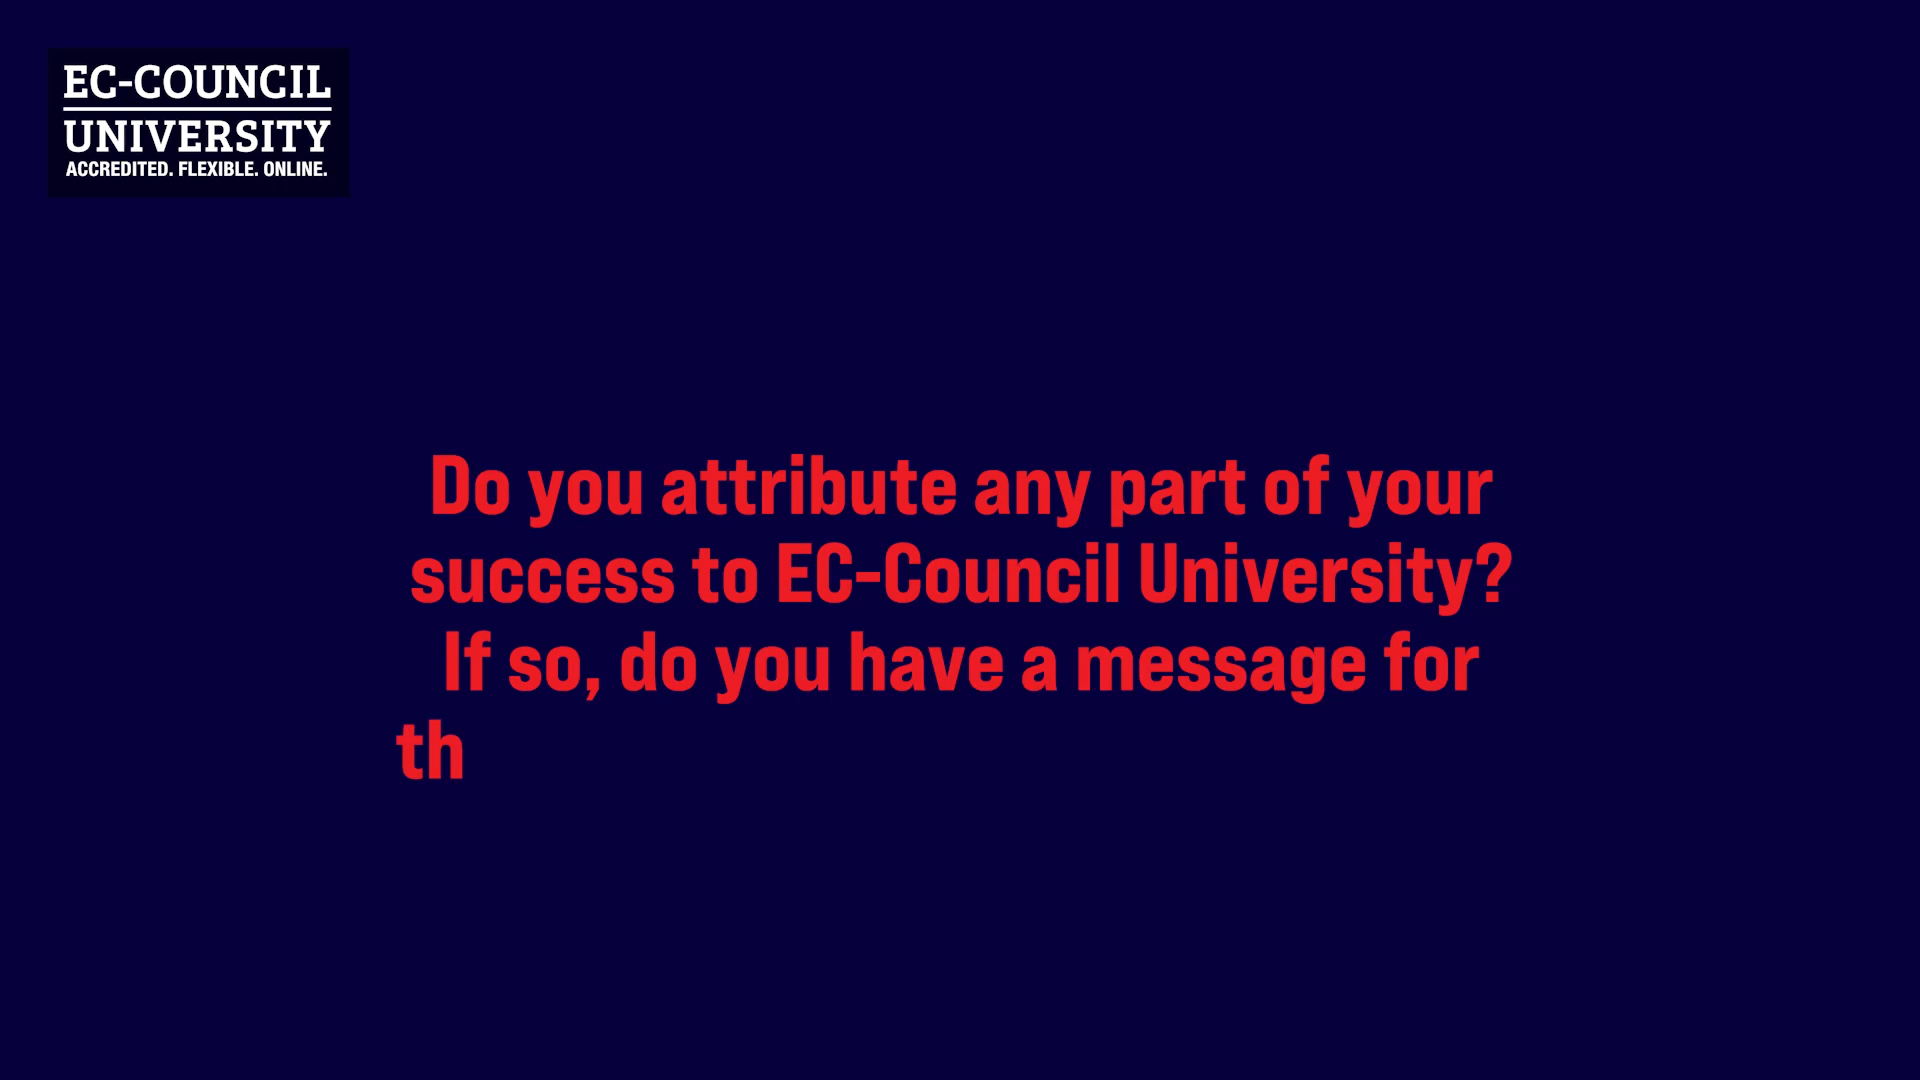 EC-COUNCIL
UNIVERSITY
ACCREDITED. FLEXIBLE. ONLINE.
Do you attribute any part of your
success to EC-Council University?
If so, do you have a message for
th